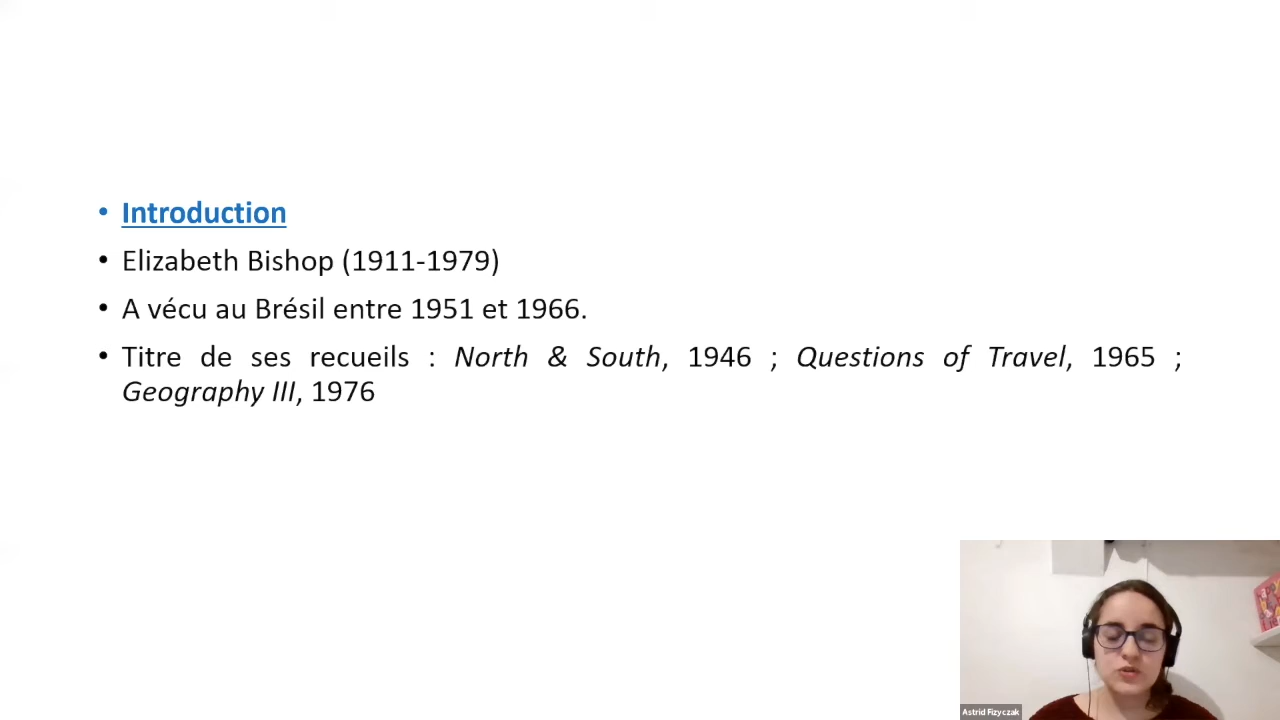 • Introduction
• Elizabeth Bishop (1911-1979)
• A vécu au Brésil entre 1951 et 1966.
• Titre de ses recueils : North & South, 1946 ; Questions of Travel, 1965 ;
Geography III, 1976
Astrid Fizyczak